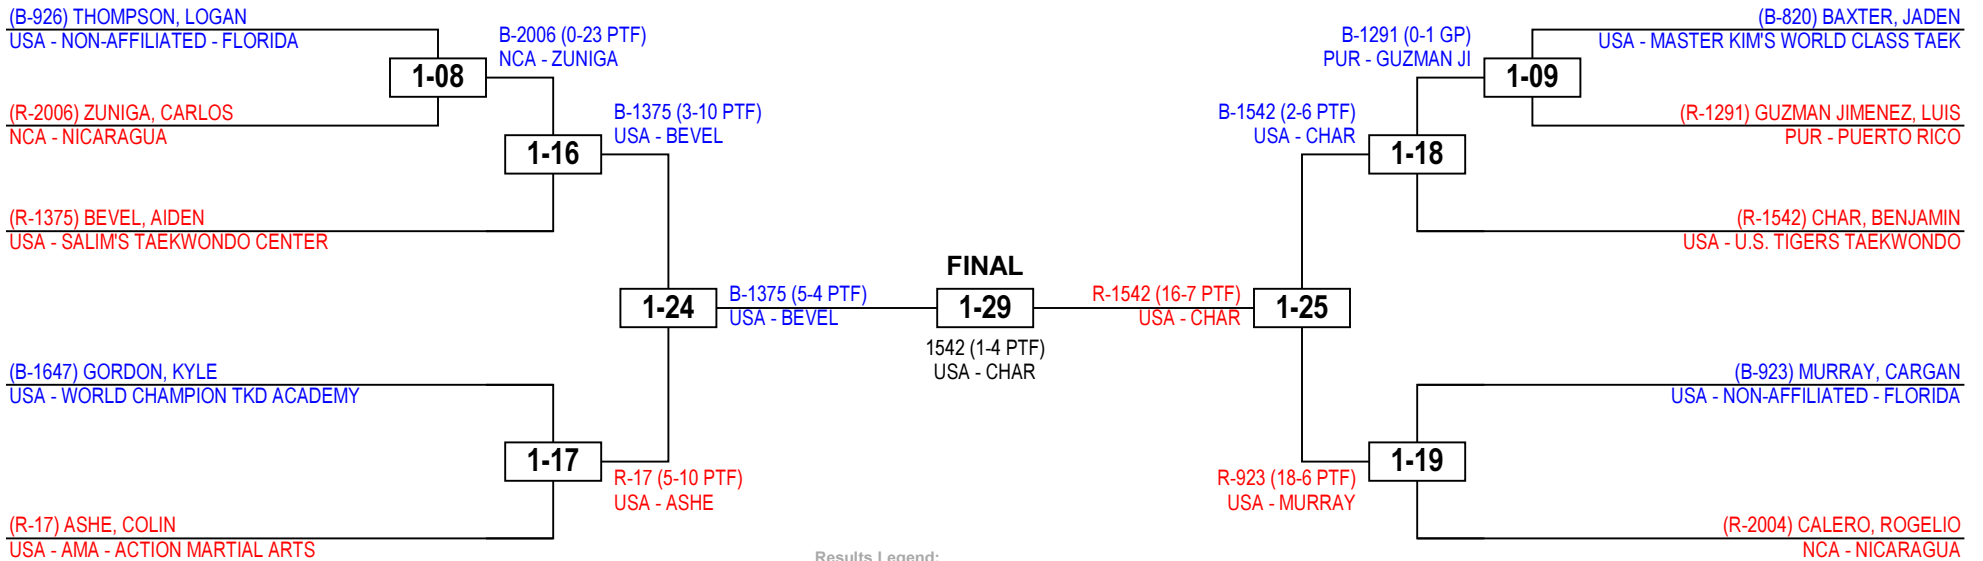 (B-926) THOMPSON, LOGAN
USA - NON-AFFILIATED - FLORIDA
B-2006 (0-23 PTF)
NCA - ZUNIGA
1-08
(R-2006) ZUNIGA, CARLOS
NCA - NICARAGUA
B-1375 (3-10 PTF)
USA - BEVEL
1-16
(R-1375) BEVEL, AIDEN
USA - SALIM'S TAEKWONDO CENTER
1-24
B-1375 (5-4 PTF)
USA - BEVEL
(B-1647) GORDON, KYLE
USA - WORLD CHAMPION TKD ACADEMY
1-17
R-17 (5-10 PTF)
USA - ASHE
(R-17) ASHE, COLIN
USA - AMA - ACTION MARTIAL ARTS
FINAL
1-29
1542 (1-4 PTF)
USA - CHAR
(B-820) BAXTER, JADEN
USA - MASTER KIM'S WORLD CLASS TAEK
B-1291 (0-1 GP)
PUR - GUZMAN JI
1-09
(R-1291) GUZMAN JIMENEZ, LUIS
PUR - PUERTO RICO
B-1542 (2-6 PTF)
USA - CHAR
1-18
(R-1542) CHAR, BENJAMIN
USA - U.S. TIGERS TAEKWONDO
R-1542 (16-7 PTF)
USA - CHAR
1-25
(B-923) MURRAY, CARGAN
USA - NON-AFFILIATED - FLORIDA
1-19
R-923 (18-6 PTF)
USA - MURRAY
(R-2004) CALERO, ROGELIO
NCA - NICARAGUA
Results Legend: